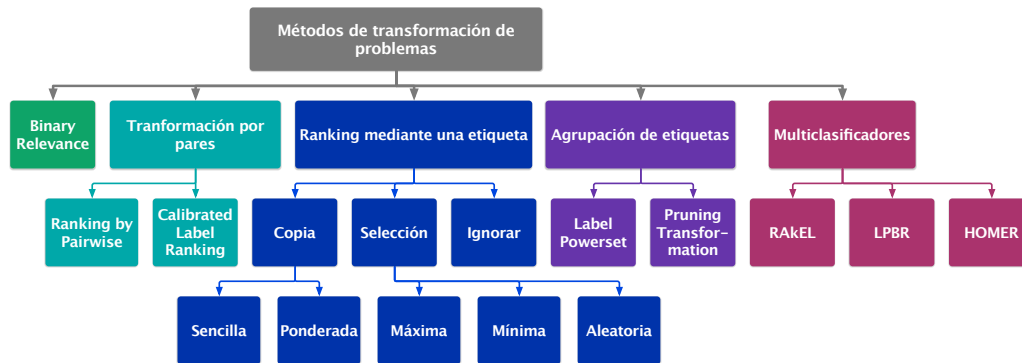 Métodos de transformación de
problemas
Binary
Relevance
Tranformación por
pares
Ranking mediante una etiqueta
Agrupación de etiquetas
Multiclasificadores
Ranking by
Pairwise
Calibrated
Label
Ranking
Copia
Selección
Ignorar
Label
Powerset
Pruning
Transfor-
mation
RAkEL
LPBR
HOMER
Sencilla
Ponderada
Máxima
Mínima
Aleatoria